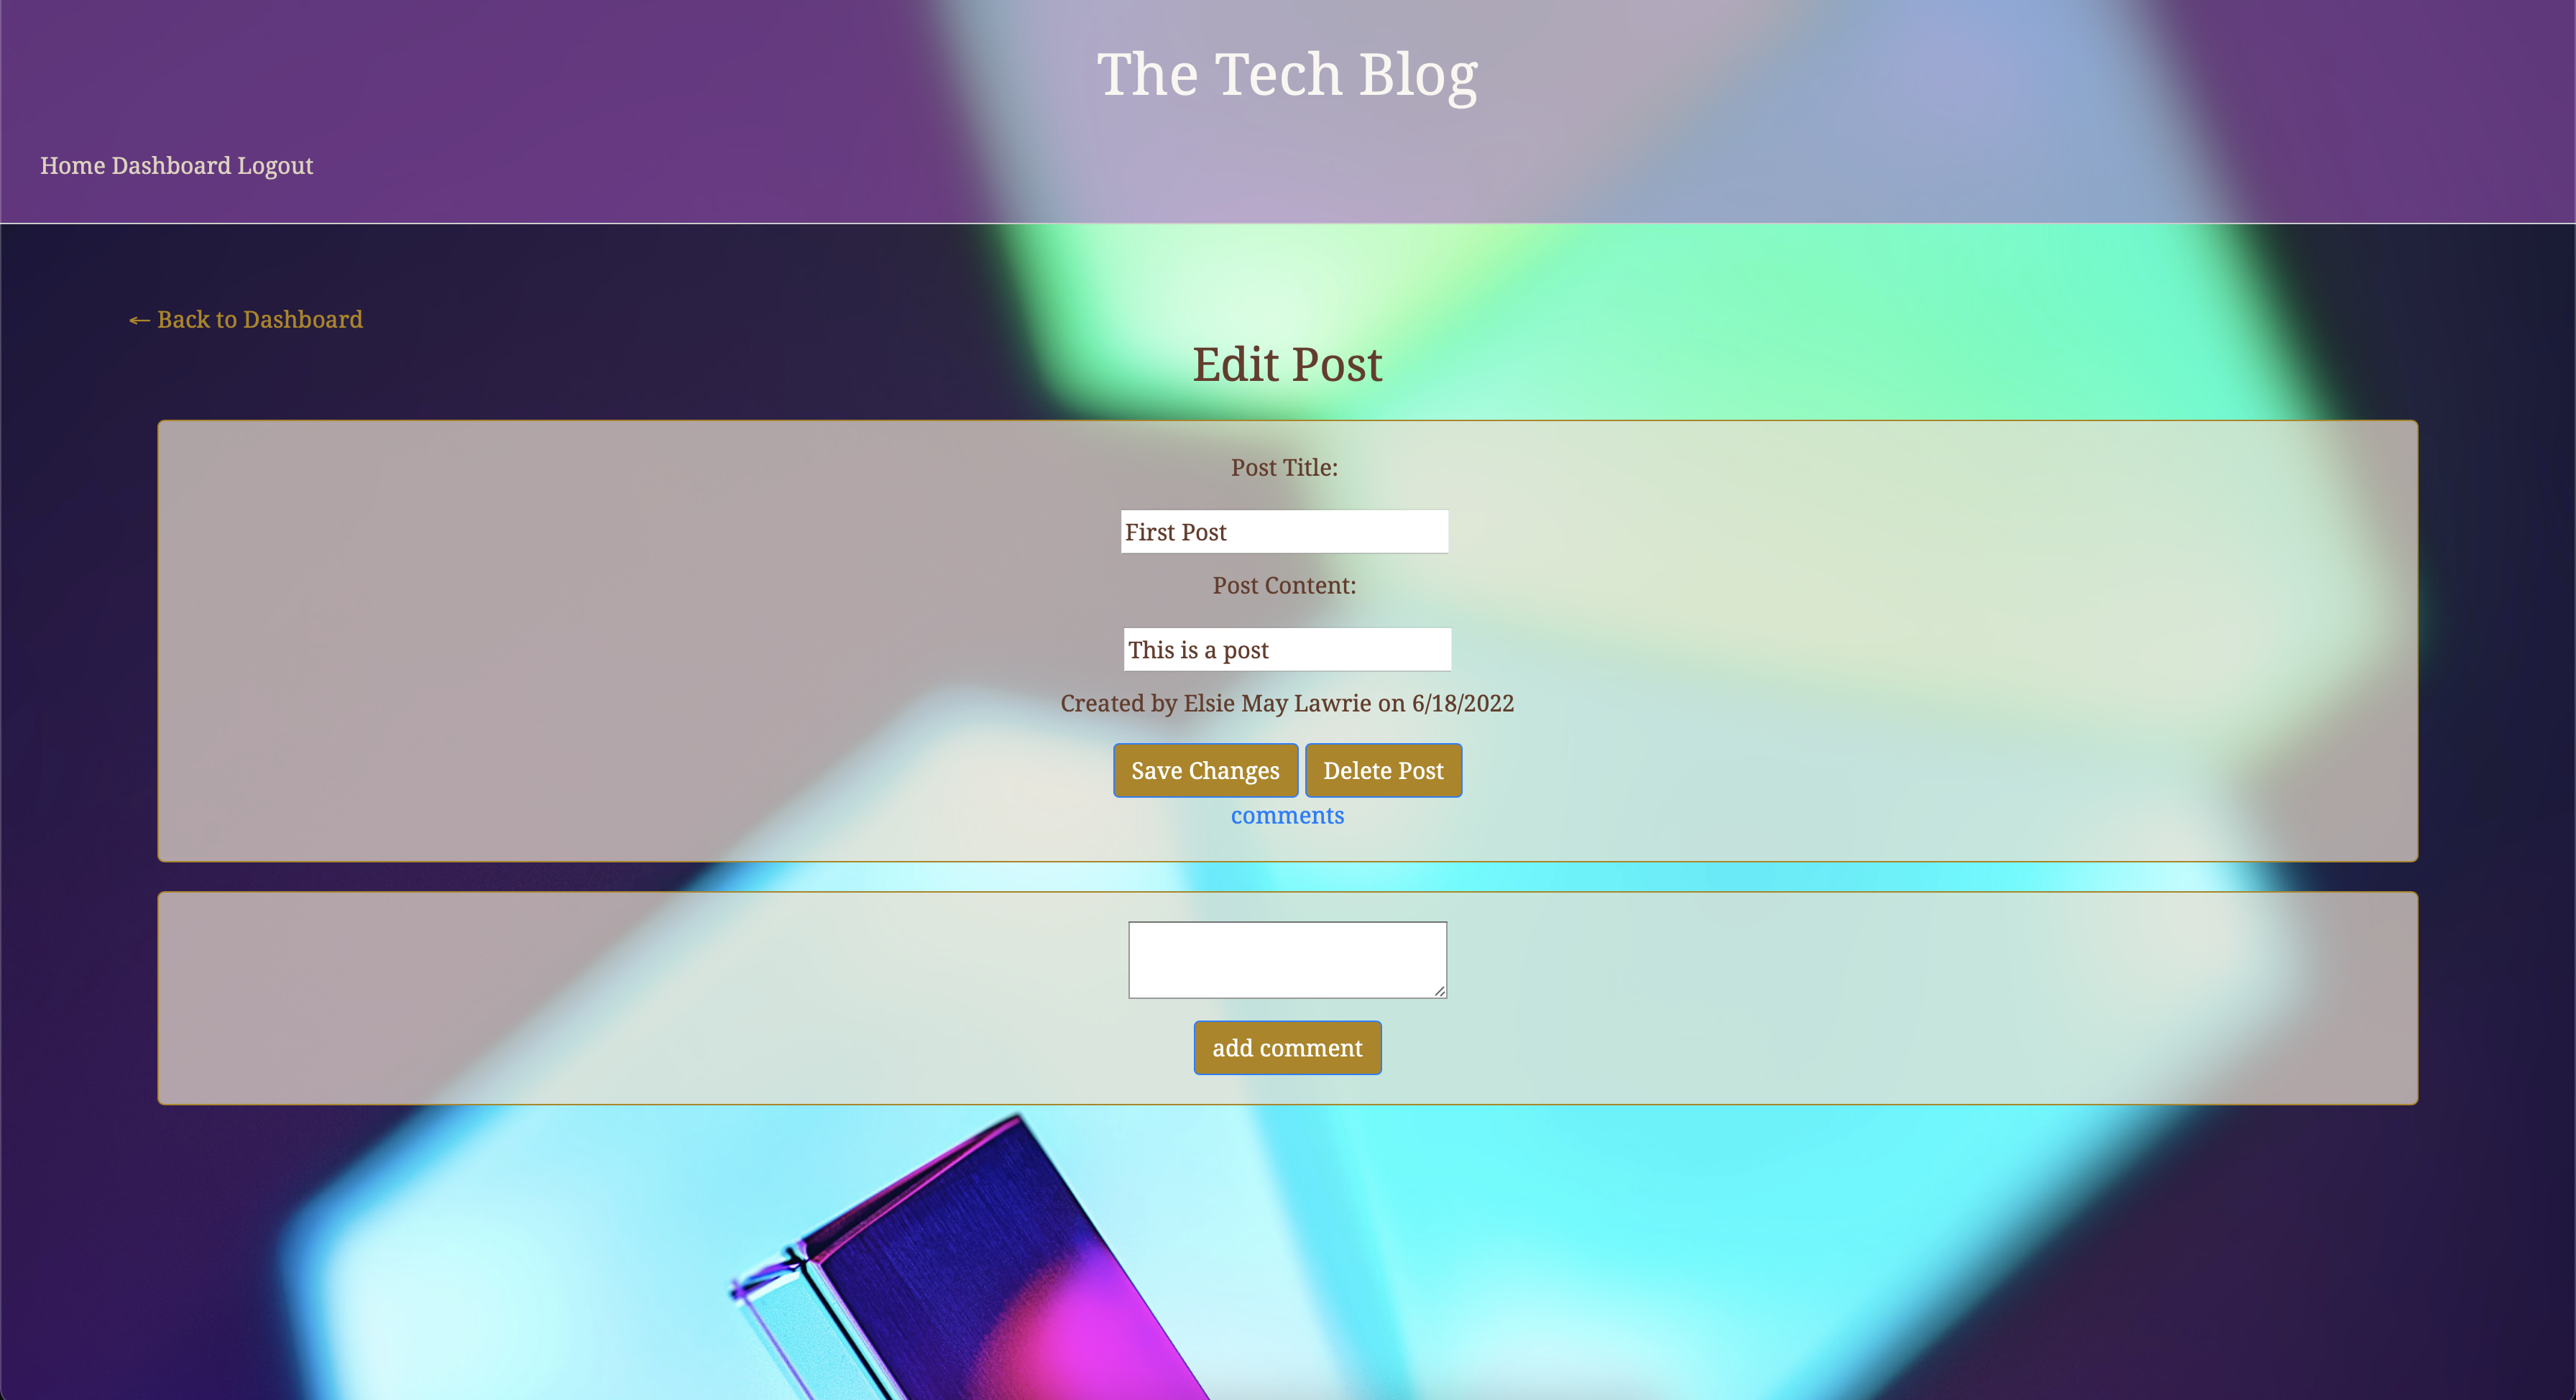 The Tech Blog
Home Dashboard Logout
← Back to Dashboard
Edit Post
Post Title:
First Post
Post Content:
This is a post
Created by Elsie May Lawrie on 6/18/2022
Save Changes Delete Post
comments
add comment